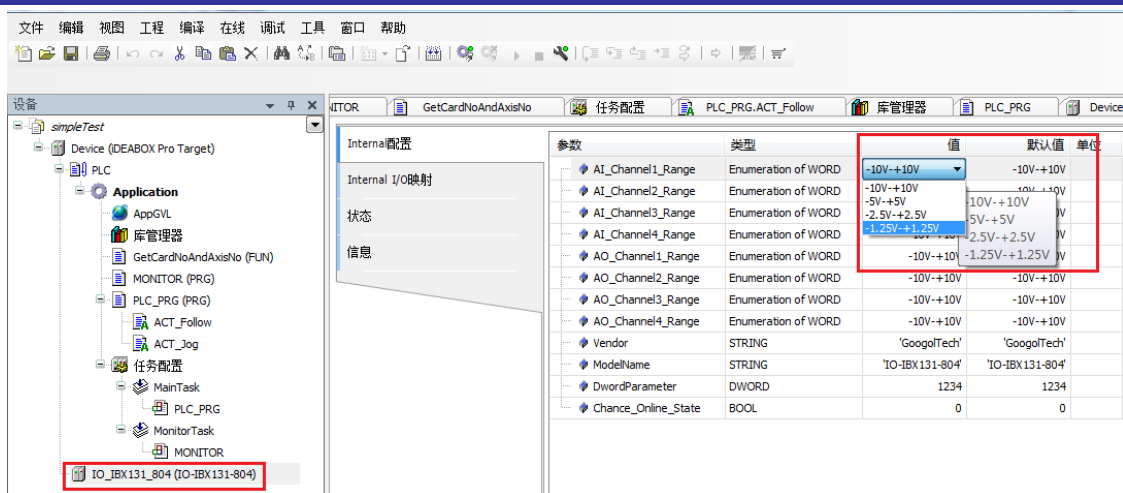 文件 编辑 视图 工程 编译 在线 调试 工具 窗口 帮助
设备
simpleTest
Device (iDEABOX Pro Target)
PLC
Application
AppGVL
库管理器
GetCardNoAndAxisNo (FUN)
MONITOR (PRG)
PLC_PRG (PRG)
ACT_Follow
ACT_Jog
任务配置
MainTask
PLC_PRG
MonitorTask
MONITOR
IO_IBX131_804 (IO-IBX131-804)
NITOR GetCardNoAndAxisNo 任务配置 PLC_PRG.ACT_Follow 库管理器 PLC_PRG Device
Internal配置
Internal I/O映射
状态
信息
参数 类型 值 默认值 单位
AI_Channel1_Range Enumeration of WORD -10V-+10V -10V-+10V
AI_Channel2_Range Enumeration of WORD -10V-+10V
AI_Channel3_Range Enumeration of WORD
AI_Channel4_Range Enumeration of WORD -10V-+10V
AO_Channel1_Range Enumeration of WORD -10V-+10V
AO_Channel2_Range Enumeration of WORD -10V-+10V -10V-+10V
AO_Channel3_Range Enumeration of WORD -10V-+10V -10V-+10V
AO_Channel4_Range Enumeration of WORD -10V-+10V -10V-+10V
Vendor STRING 'GoogolTech' 'GoogolTech'
ModelName STRING 'IO-IBX131-804' 'IO-IBX131-804'
DwordParameter DWORD 1234 1234
Chance_Online_State BOOL 0 0
-10V-+10V
-5V-+5V
-2.5V-+2.5V
-1.25V-+1.25V
-10V-+10V
-5V-+5V
-2.5V-+2.5V
-1.25V-+1.25V